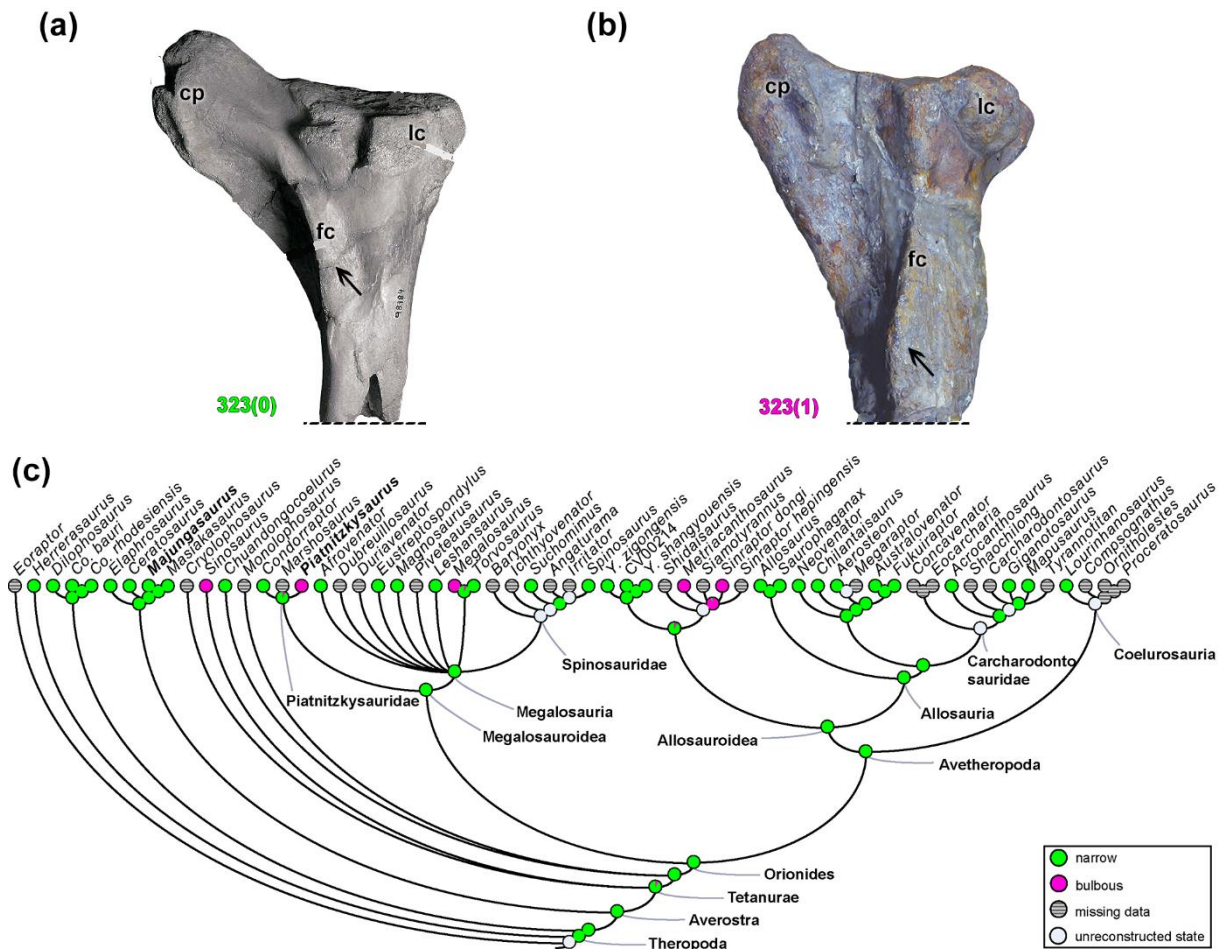 (a)
cp
lc
fc
323(0)
(b)
cp
lc
fc
323(1)
(c)
Eoraptor
Herrerasaurus
Dilophosaurus
Co. bauri
Co. rhodesiensis
Elaphrosaurus
Ceratosaurus
Majungasaurus
Masiakasaurus
Cryolophosaurus
Sinosaurus
Chuandongocoelurus
Monolophosaurus
Condorraptor
Marshosaurus
Piatnitzkysaurus
Afrovenator
Dubreuillosaurus
Duriavenator
Eustreptospondylus
Magnosaurus
Piveteausaurus
Leshansaurus
Megalosaurus
Torvosaurus
Baryonyx
Ichthyovenator
Suchomimus
Angaturama
Irritator
Spinosaurus
Y. zigongensis
CV00214
Y. shangyouensis
Metriacanthosaurus
Siamotyrannus
Sinraptor dongi
Sinraptor hepingensis
Allosaurus
Saurophaganax
Neovenator
Chilantaisaurus
Aerosteon
Megaraptor
Australovenator
Fukuiraptor
Concavenator
Eocarcharia
Acrocanthosaurus
Shaochilong
Carcharodontosaurus
Giganotosaurus
Mapusaurus
Tyrannotitan
Lourinhanosaurus
Compsognathus
Ornitholestes
Proceratosaurus
Spinosauridae
Piatnitzkysauridae
Megalosauria
Megalosauroidea
Carcharodonto
sauridae
Coelurosauria
Allosauria
Allosauroidea
Avetheropoda
Orionides
Tetanurae
Averostra
Theropoda
narrow
bulbous
missing data
unreconstructed state